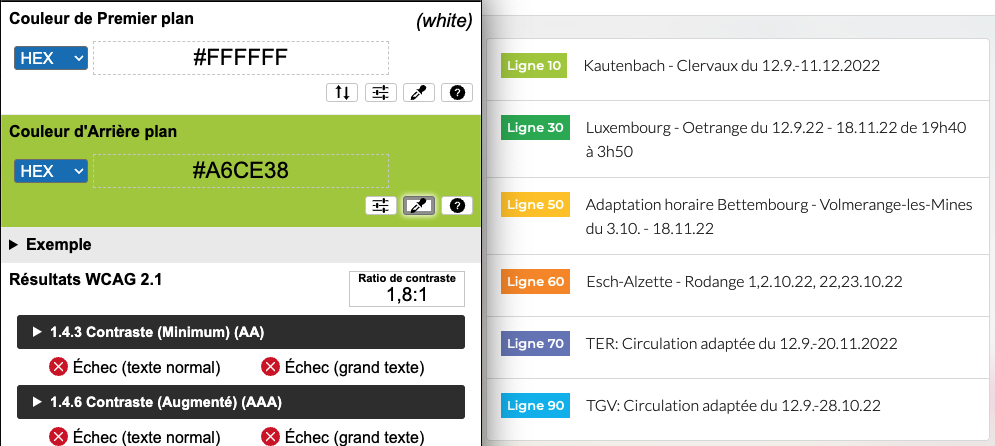 Couleur de Premier plan
(white)
HEX
#FFFFFF
Couleur d'Arrière plan
HEX
#A6CE38
Exemple
Résultats WCAG 2.1
Ratio de contraste
1,8:1
1.4.3 Contraste (Minimum) (AA)
Échec (texte normal)
Échec (grand texte)
1.4.6 Contraste (Augmenté) (AAA)
Échec (texte normal)
Échec (grand texte)
Ligne 10
Kautenbach - Clervaux du 12.9.-11.12.2022
Ligne 30
Luxembourg - Oetrange du 12.9.22 - 18.11.22 de 19h40
à 3h50
Ligne 50
Adaptation horaire Bettembourg - Volmerange-les-Mines
du 3.10. - 18.11.22
Ligne 60
Esch-Alzette - Rodange 1,2.10.22, 22,23.10.22
Ligne 70
TER: Circulation adaptée du 12.9.-20.11.2022
Ligne 90
TGV: Circulation adaptée du 12.9.-28.10.22